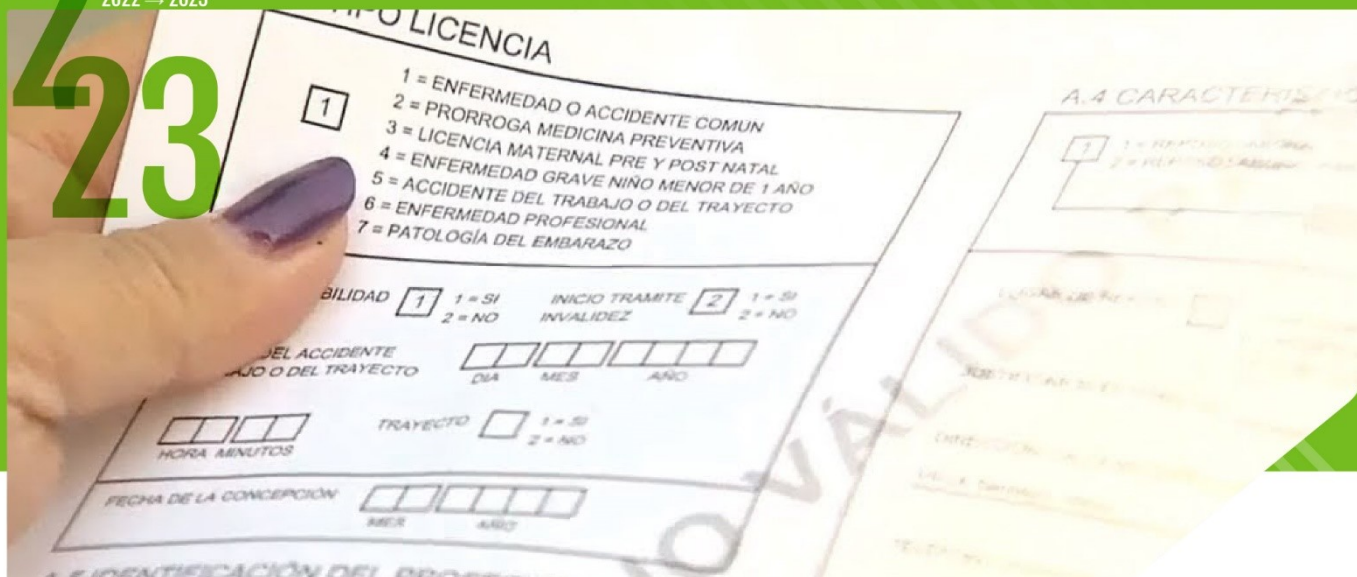 2022 → 2023
23
TIPO LICENCIA
1
1 = ENFERMEDAD O ACCIDENTE COMUN
2 = PRORROGA MEDICINA PREVENTIVA
3 = LICENCIA MATERNAL PRE Y POST NATAL
4 = ENFERMEDAD GRAVE NIÑO MENOR DE 1 AÑO
5 = ACCIDENTE DEL TRABAJO O DEL TRAYECTO
6 = ENFERMEDAD PROFESIONAL
7 = PATOLOGÍA DEL EMBARAZO
BILIDAD 1 1 = SI
2 = NO
INICIO TRAMITE 2 1 = SI
INVALIDEZ 2 = NO
DEL ACCIDENTE
AJO O DEL TRAYECTO
DIA MES AÑO
HORA MINUTOS
TRAYECTO 1 = SI
2 = NO
FECHA DE LA CONCEPCIÓN
MES AÑO
A.5 IDENTIFICACIÓN DEL
A.4
1
O VÁLIDO